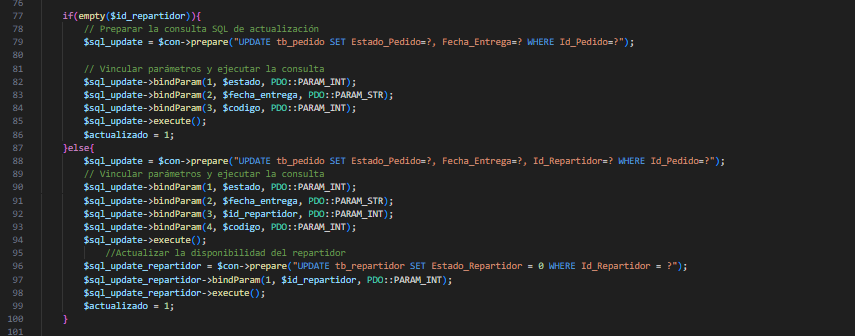 76
77 if(empty($id_repartidor)){
78 // Preparar la consulta SQL de actualización
79 $sql_update = $con->prepare("UPDATE tb_pedido SET Estado_Pedido=?, Fecha_Entrega=? WHERE Id_Pedido=?");
80
81 // Vincular parámetros y ejecutar la consulta
82 $sql_update->bindParam(1, $estado, PDO::PARAM_INT);
83 $sql_update->bindParam(2, $fecha_entrega, PDO::PARAM_STR);
84 $sql_update->bindParam(3, $codigo, PDO::PARAM_INT);
85 $sql_update->execute();
86 $actualizado = 1;
87 }else{
88 $sql_update = $con->prepare("UPDATE tb_pedido SET Estado_Pedido=?, Fecha_Entrega=?, Id_Repartidor=? WHERE Id_Pedido=?");
89 // Vincular parámetros y ejecutar la consulta
90 $sql_update->bindParam(1, $estado, PDO::PARAM_INT);
91 $sql_update->bindParam(2, $fecha_entrega, PDO::PARAM_STR);
92 $sql_update->bindParam(3, $id_repartidor, PDO::PARAM_INT);
93 $sql_update->bindParam(4, $codigo, PDO::PARAM_INT);
94 $sql_update->execute();
95 //Actualizar la disponibilidad del repartidor
96 $sql_update_repartidor = $con->prepare("UPDATE tb_repartidor SET Estado_Repartidor = 0 WHERE Id_Repartidor = ?");
97 $sql_update_repartidor->bindParam(1, $id_repartidor, PDO::PARAM_INT);
98 $sql_update_repartidor->execute();
99 $actualizado = 1;
100 }
101